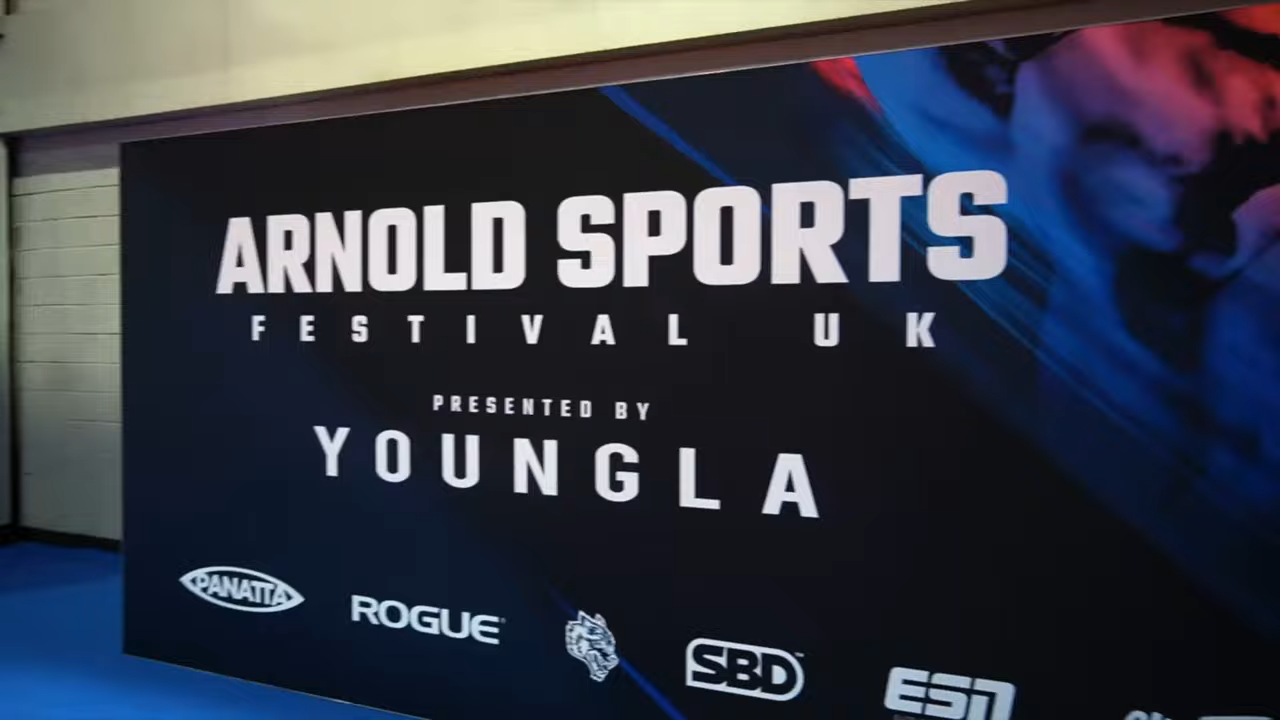 ARNOLD SPORTS
FESTIVAL UK
PRESENTED BY
YOUNGLA
PANATTA
ROGUE
SBD
ESN